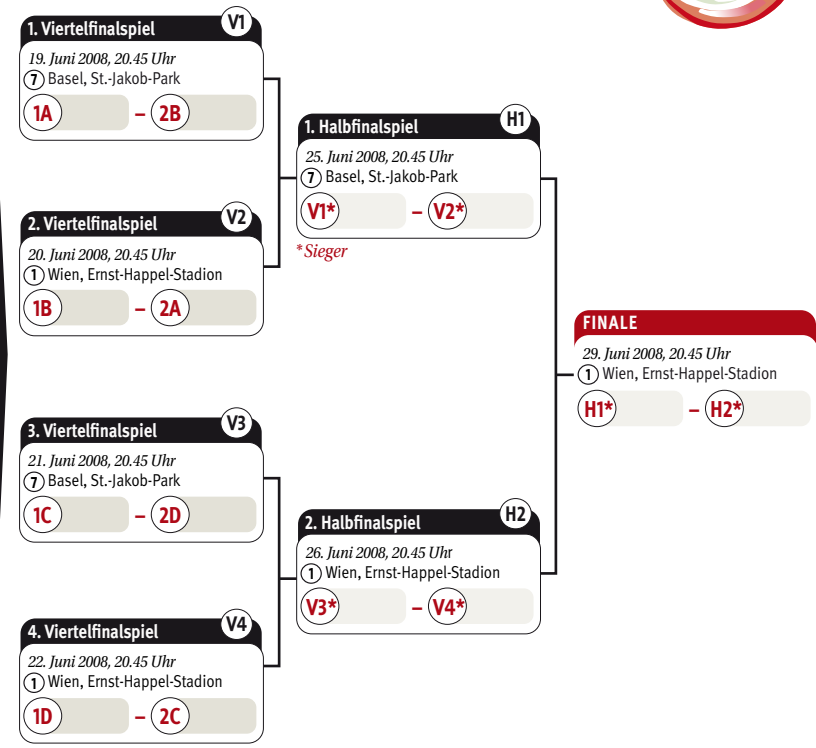 1. Viertelfinalspiel V1
19. Juni 2008, 20.45 Uhr
7 Basel, St.-Jakob-Park
1A – 2B
2. Viertelfinalspiel V2
20. Juni 2008, 20.45 Uhr
1 Wien, Ernst-Happel-Stadion
1B – 2A
3. Viertelfinalspiel V3
21. Juni 2008, 20.45 Uhr
7 Basel, St.-Jakob-Park
1C – 2D
4. Viertelfinalspiel V4
22. Juni 2008, 20.45 Uhr
1 Wien, Ernst-Happel-Stadion
1D – 2C
1. Halbfinalspiel H1
25. Juni 2008, 20.45 Uhr
7 Basel, St.-Jakob-Park
V1* – V2*
*Sieger
2. Halbfinalspiel H2
26. Juni 2008, 20.45 Uhr
1 Wien, Ernst-Happel-Stadion
V3* – V4*
FINALE
29. Juni 2008, 20.45 Uhr
1 Wien, Ernst-Happel-Stadion
H1* – H2*